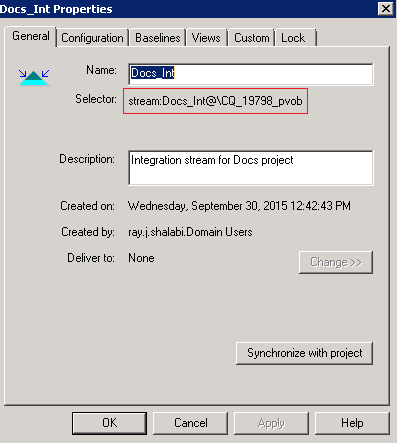 Docs_Int Properties
General Configuration Baselines Views Custom Lock
Name: Docs_Int
Selector: stream:Docs_Int@\CQ_19798_pvob
Description: Integration stream for Docs project
Created on: Wednesday, September 30, 2015 12:42:43 PM
Created by: ray.j.shalabi.Domain Users
Deliver to: None Change >>
Synchronize with project
OK Cancel Apply Help